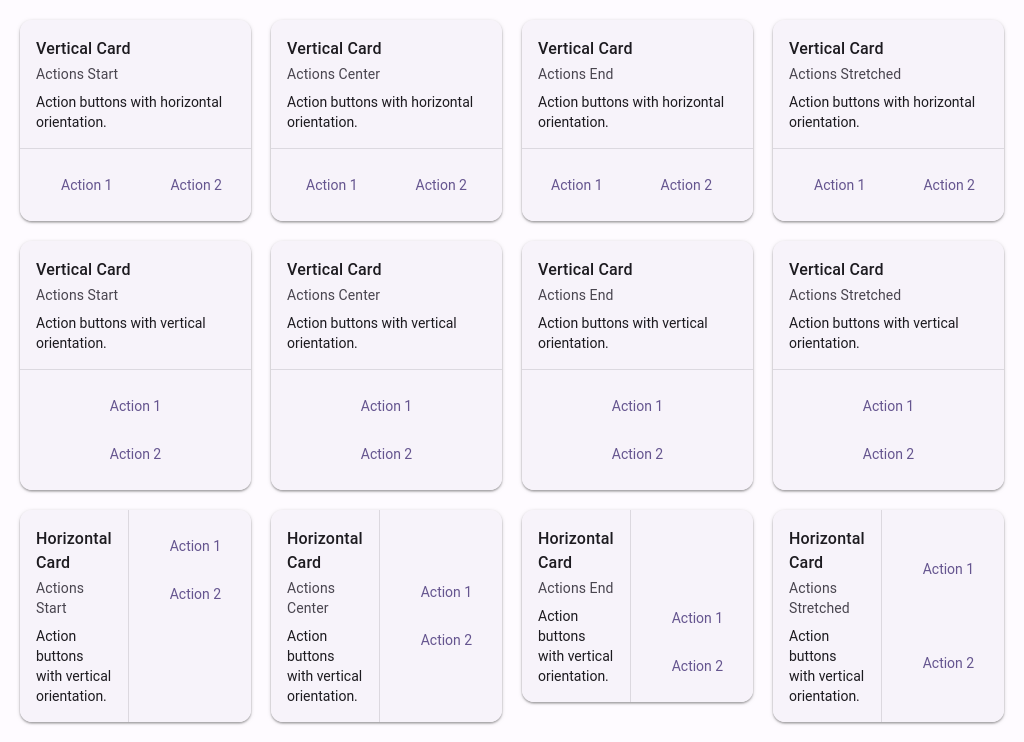 Vertical Card
Actions Start
Action buttons with horizontal
orientation.
Action 1
Action 2
Vertical Card
Actions Center
Action buttons with horizontal
orientation.
Action 1
Action 2
Vertical Card
Actions End
Action buttons with horizontal
orientation.
Action 1
Action 2
Vertical Card
Actions Stretched
Action buttons with horizontal
orientation.
Action 1
Action 2
Vertical Card
Actions Start
Action buttons with vertical
orientation.
Action 1
Action 2
Vertical Card
Actions Center
Action buttons with vertical
orientation.
Action 1
Action 2
Vertical Card
Actions End
Action buttons with vertical
orientation.
Action 1
Action 2
Vertical Card
Actions Stretched
Action buttons with vertical
orientation.
Action 1
Action 2
Horizontal
Card
Actions
Start
Action
buttons
with vertical
orientation.
Action 1
Action 2
Horizontal
Card
Actions
Center
Action
buttons
with vertical
orientation.
Action 1
Action 2
Horizontal
Card
Actions End
Action
buttons
with vertical
orientation.
Action 1
Action 2
Horizontal
Card
Actions
Stretched
Action
buttons
with vertical
orientation.
Action 1
Action 2